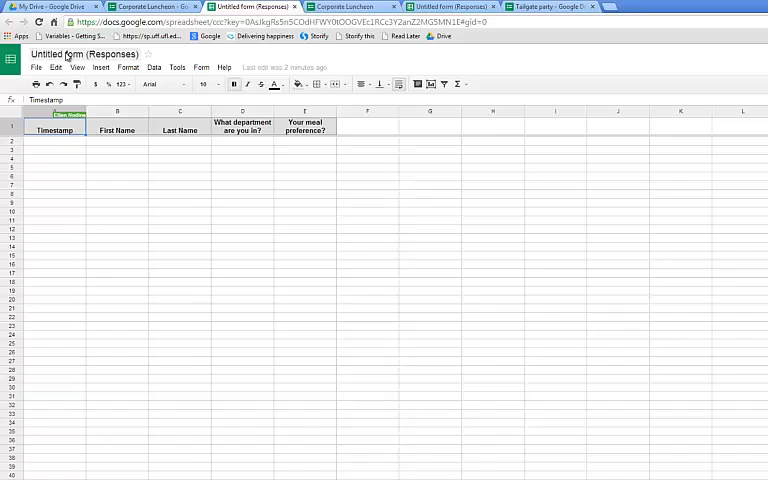 My Drive - Google Drive
Corporate Luncheon - Go
Untitled form (Responses)
Corporate Luncheon
Untitled form (Responses)
Tailgate party - Google D
https://docs.google.com/spreadsheet/ccc?key=
#gid=0
Apps
Variables - Getting S...
https://sp.uff.ufl.ed...
Google
Delivering happiness
Storify
Storify this
Read Later
Drive
Untitled form (Responses)
File Edit View Insert Format Data Tools Form Help Last edit was 2 minutes ago
$ % 123 Arial 10 B I S A Σ
fx Timestamp
A B C D E F G H I J K L
Ellen Nodine
1 Timestamp First Name Last Name What department are you in? Your meal preference?
2
3
4
5
6
7
8
9
10
11
12
13
14
15
16
17
18
19
20
21
22
23
24
25
26
27
28
29
30
31
32
33
34
35
36
37
38
39
40